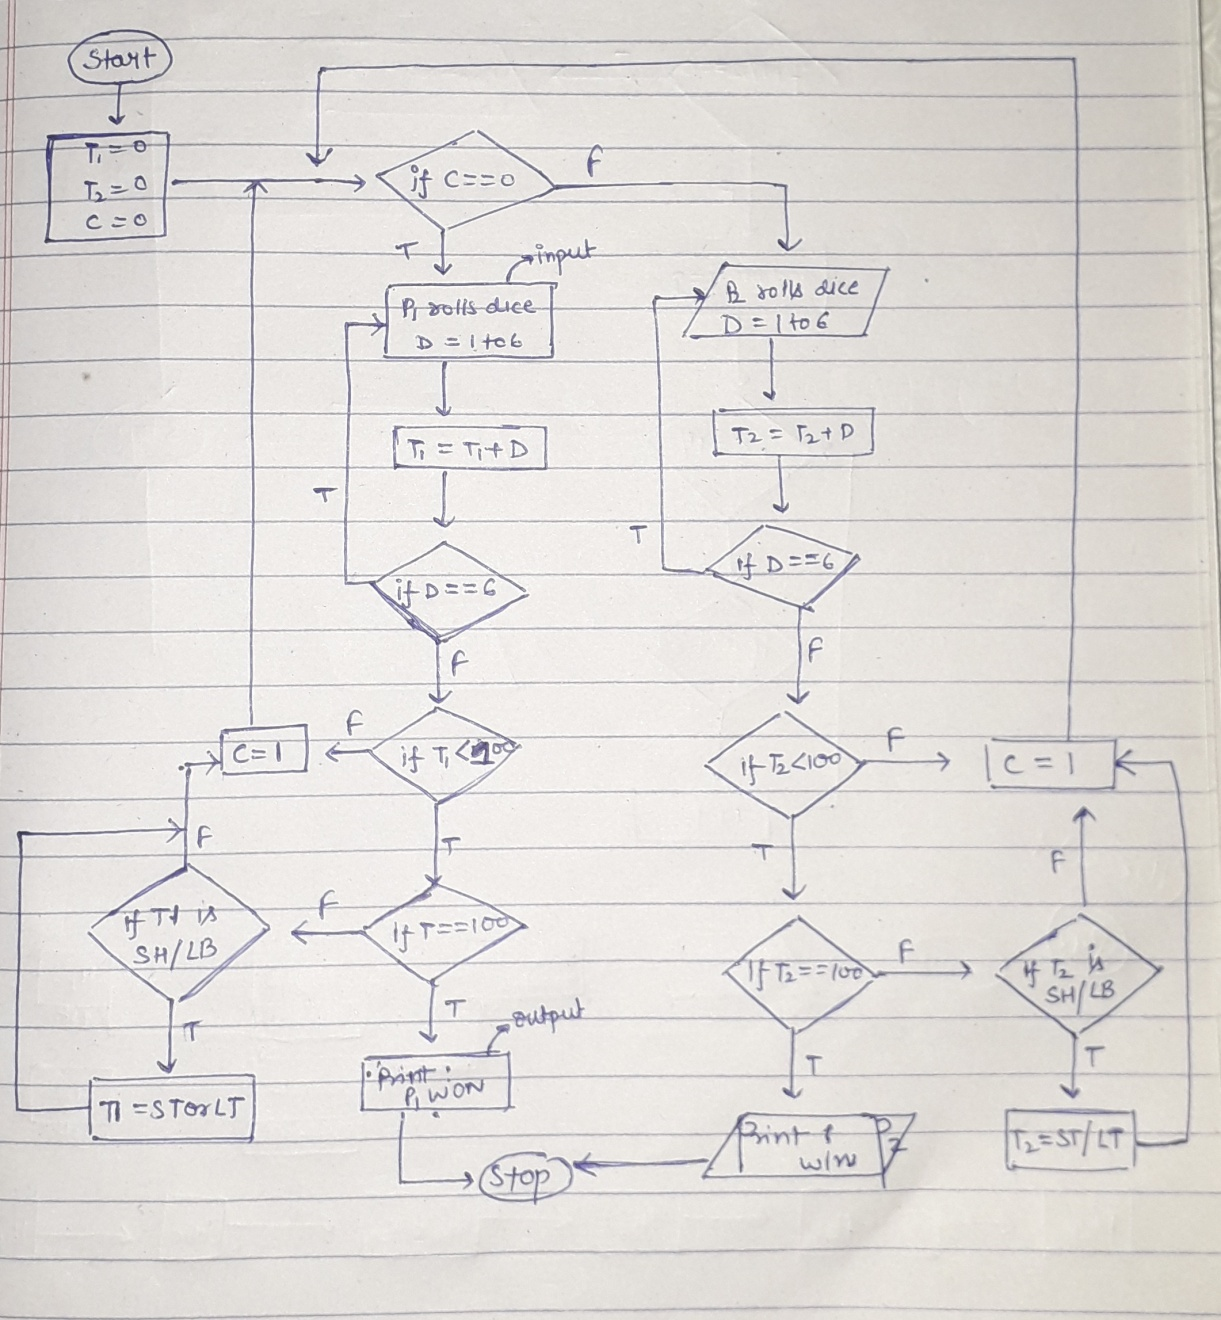 Start
T1=0
T2=0
C=0
if C==0
F
T
input
P1 rolls dice
D = 1 to 6
P2 rolls dice
D = 1 to 6
T1 = T1+D
T2 = T2+D
T
T
if D==6
if D==6
F
F
C=1
F
if T1<100
if T2<100
F
C = 1
F
T
T
F
if T1 is
SH/LB
F
if T==100
If T2==100
F
if T2 is
SH/LB
T
T
output
T
T
T1 =STorLT
Print
P1 WON
Print P2
WIN
T2=ST/LT
Stop